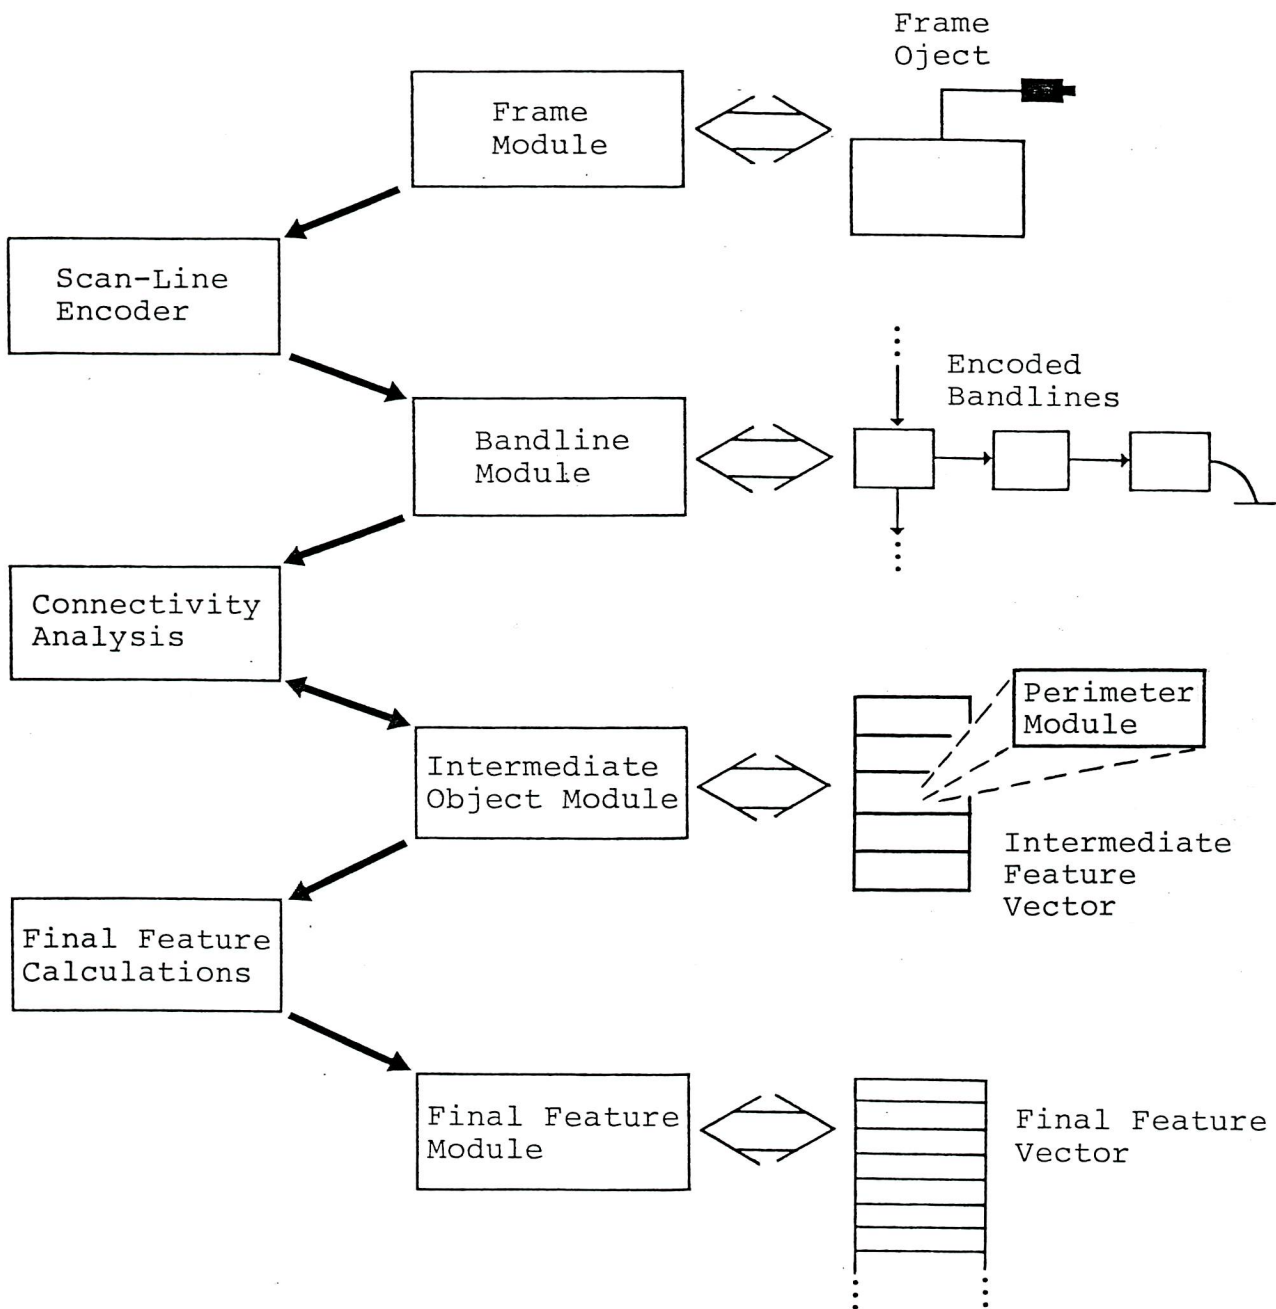 Frame
Oject
Frame
Module
Scan-Line
Encoder
Encoded
Bandlines
Bandline
Module
Connectivity
Analysis
Perimeter
Module
Intermediate
Object Module
Intermediate
Feature
Vector
Final Feature
Calculations
Final Feature
Module
Final Feature
Vector